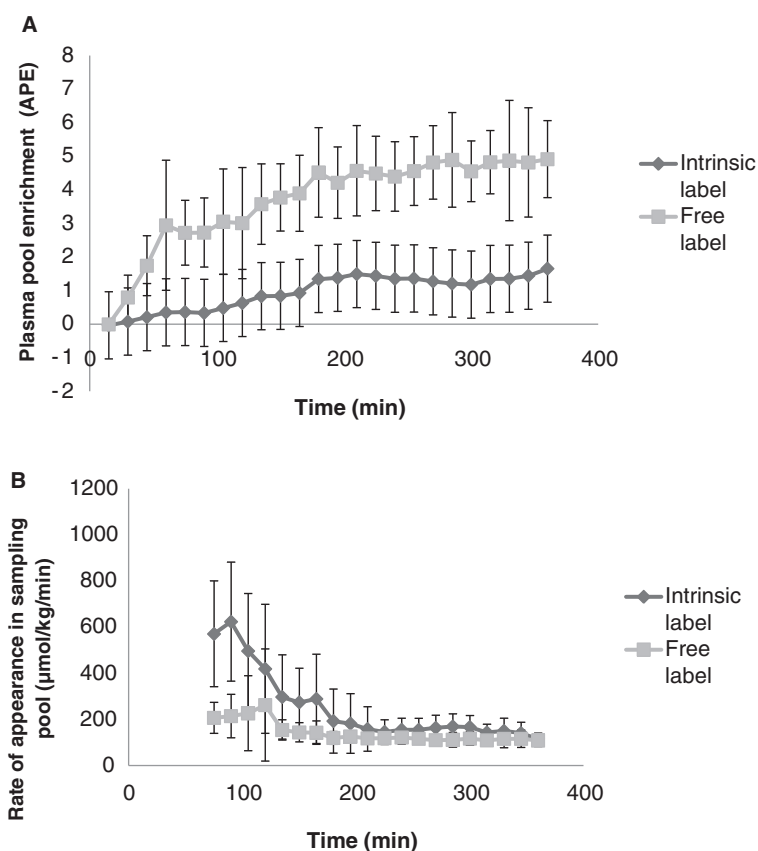 A
Plasma pool enrichment (APE)
8
7
6
5
4
3
2
1
0
-1
-2
0 100 200 300 400
Time (min)
Intrinsic
label
Free
label
B
Rate of appearance in sampling
pool (μmol/kg/min)
1200
1000
800
600
400
200
0
0 100 200 300 400
Time (min)
Intrinsic
label
Free
label